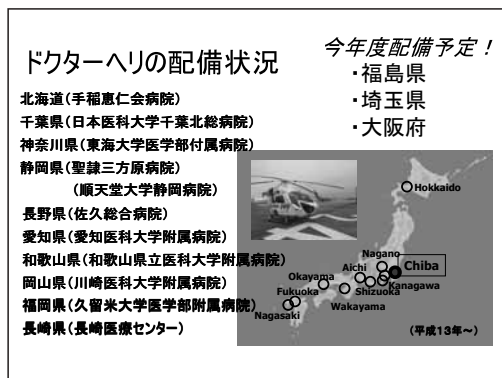 ドクターヘリの配備状況
今年度配備予定！
・福島県
・埼玉県
・大阪府
北海道(手稲恵仁会病院)
千葉県(日本医科大学千葉北総病院)
神奈川県(東海大学医学部付属病院)
静岡県(聖隷三方原病院)
(順天堂大学静岡病院)
長野県(佐久総合病院)
愛知県(愛知医科大学附属病院)
和歌山県(和歌山県立医科大学附属病院)
岡山県(川崎医科大学附属病院)
福岡県(久留米大学医学部附属病院)
長崎県(長崎医療センター)
Hokkaido
Nagano
Chiba
Aichi
Okayama
Kanagawa
Fukuoka
Shizuoka
Wakayama
Nagasaki
(平成13年～)